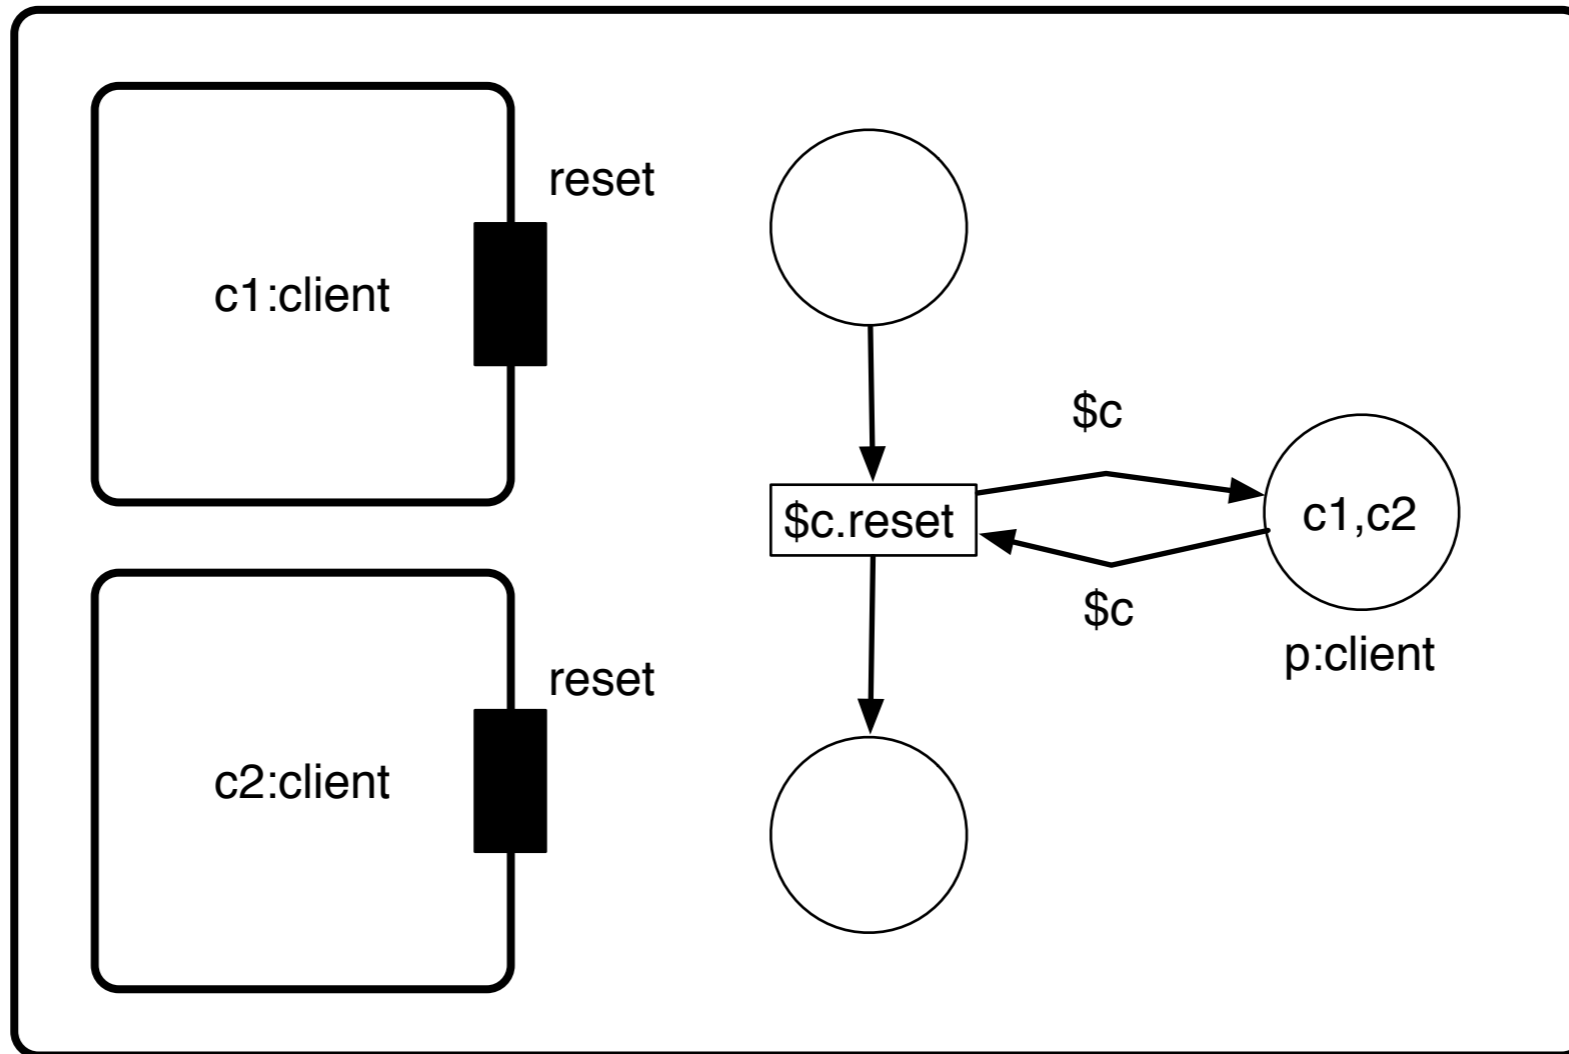 reset
c1:client
$c
$c.reset
c1,c2
$c
p:client
reset
c2:client